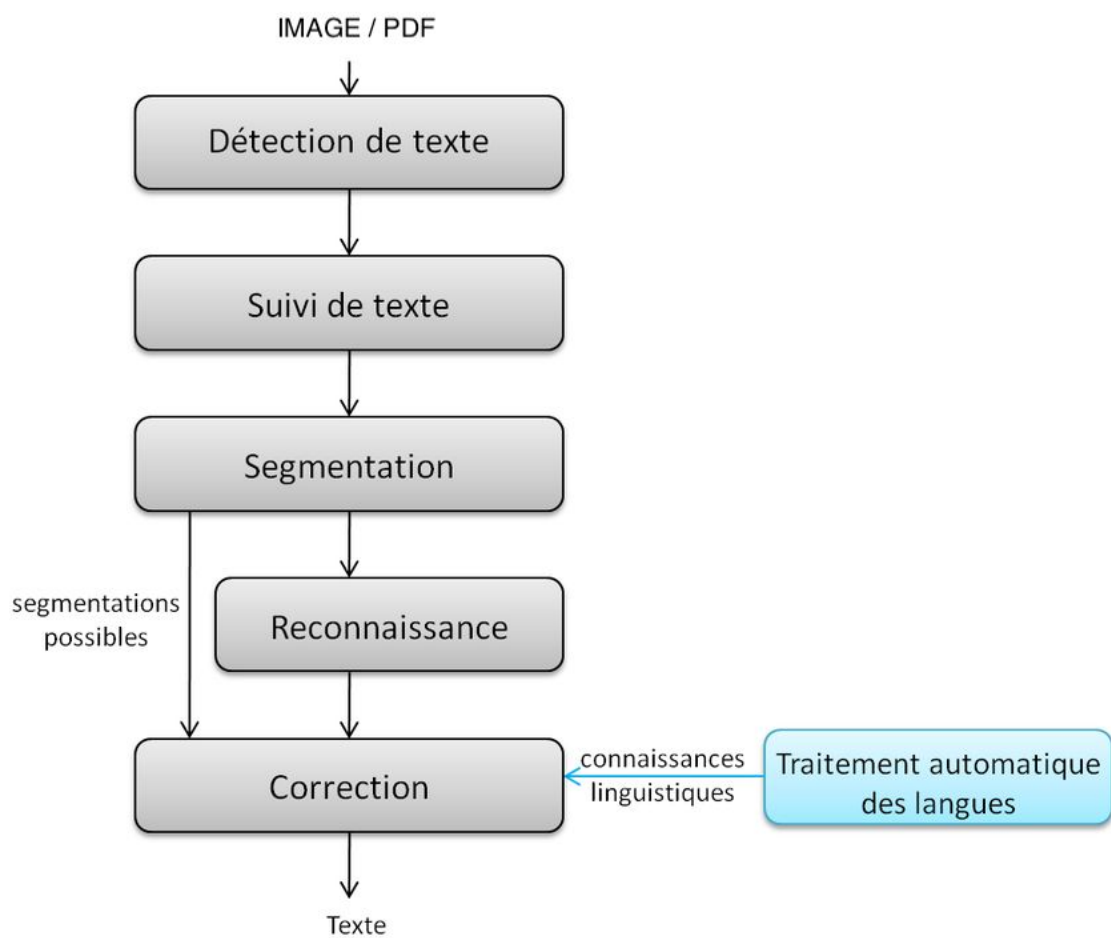 IMAGE / PDF
Détection de texte
Suivi de texte
Segmentation
segmentations
possibles
Reconnaissance
Correction
connaissances
linguistiques
Traitement automatique
des langues
Texte